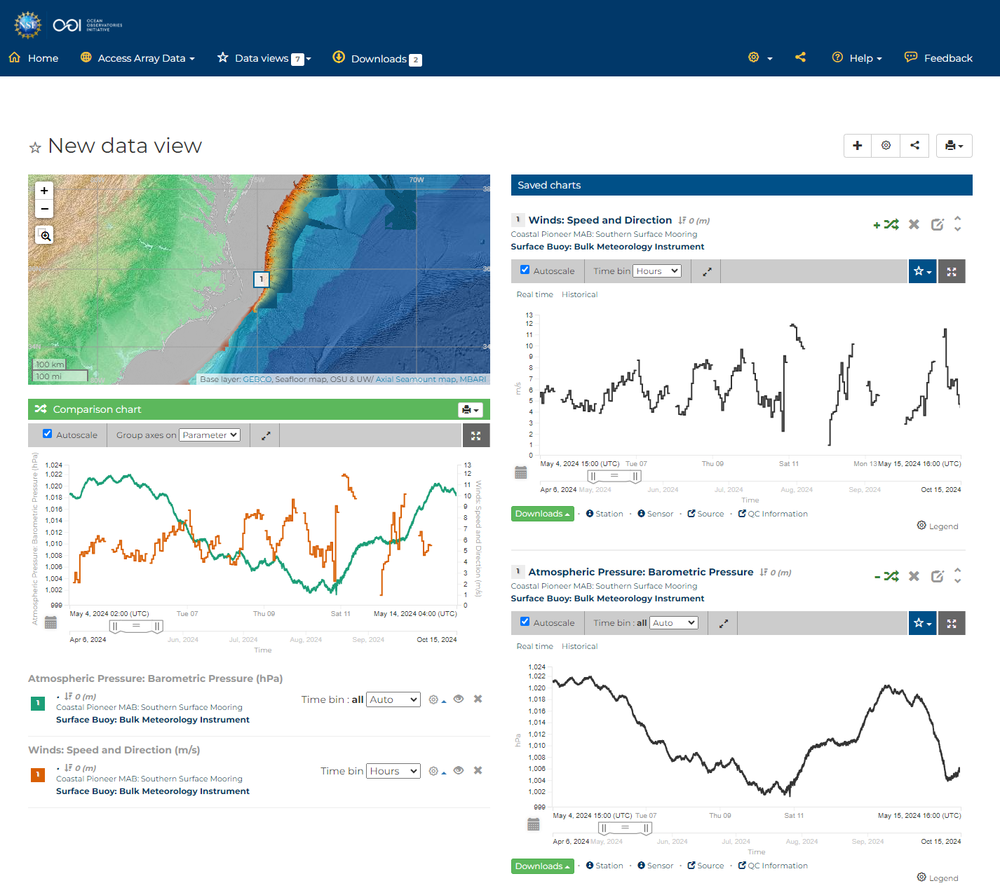 NSF
OOI OCEAN OBSERVATORIES INITIATIVE
Home Access Array Data Data views 7 Downloads 2 Help Feedback
New data view
+
−
75W
70W
38
36
34N
34
1
100 km
100 mi
Base layer: GEBCO, Seafloor map, OSU & UW/ Axial Seamount map, MBARI
Comparison chart
Autoscale Group axes on Parameter
Atmospheric Pressure: Barometric Pressure (hPa)
1,024
1,022
1,020
1,018
1,016
1,014
1,012
1,010
1,008
1,006
1,004
1,002
999
13
12
11
10
9
8
7
6
5
4
3
2
1
0
Winds: Speed and Direction (m/s)
May 4, 2024 02:00 (UTC) Tue 07 Thu 09 Sat 11 May 14, 2024 04:00 (UTC)
Apr 6, 2024 Jun, 2024 Jul, 2024 Aug, 2024 Sep, 2024 Oct 15, 2024
Time
Atmospheric Pressure: Barometric Pressure (hPa)
1 • 0 (m)
Coastal Pioneer MAB: Southern Surface Mooring
Surface Buoy: Bulk Meteorology Instrument
Time bin : all Auto
Winds: Speed and Direction (m/s)
1 • 0 (m)
Coastal Pioneer MAB: Southern Surface Mooring
Surface Buoy: Bulk Meteorology Instrument
Time bin Hours
Saved charts
1 Winds: Speed and Direction 0 (m)
Coastal Pioneer MAB: Southern Surface Mooring
Surface Buoy: Bulk Meteorology Instrument
Autoscale Time bin Hours
Real time Historical
13
12
11
10
9
8
7
6
5
4
3
2
1
0
m/s
May 4, 2024 15:00 (UTC) Tue 07 Thu 09 Sat 11 Mon 13 May 15, 2024 16:00 (UTC)
Apr 6, 2024 May, 2024 Jun, 2024 Jul, 2024 Aug, 2024 Sep, 2024 Oct 15, 2024
Time
Downloads • Station • Sensor • Source • QC Information
Legend
1 Atmospheric Pressure: Barometric Pressure 0 (m)
Coastal Pioneer MAB: Southern Surface Mooring
Surface Buoy: Bulk Meteorology Instrument
Autoscale Time bin : all Auto
Real time Historical
1,024
1,022
1,020
1,018
1,016
1,014
1,012
1,010
1,008
1,006
1,004
1,002
999
hPa
May 4, 2024 15:00 (UTC) Tue 07 Thu 09 Sat 11 May 15, 2024 16:00 (UTC)
Apr 6, 2024 May, 2024 Jun, 2024 Jul, 2024 Aug, 2024 Sep, 2024 Oct 15, 2024
Time
Downloads • Station • Sensor • Source • QC Information
Legend